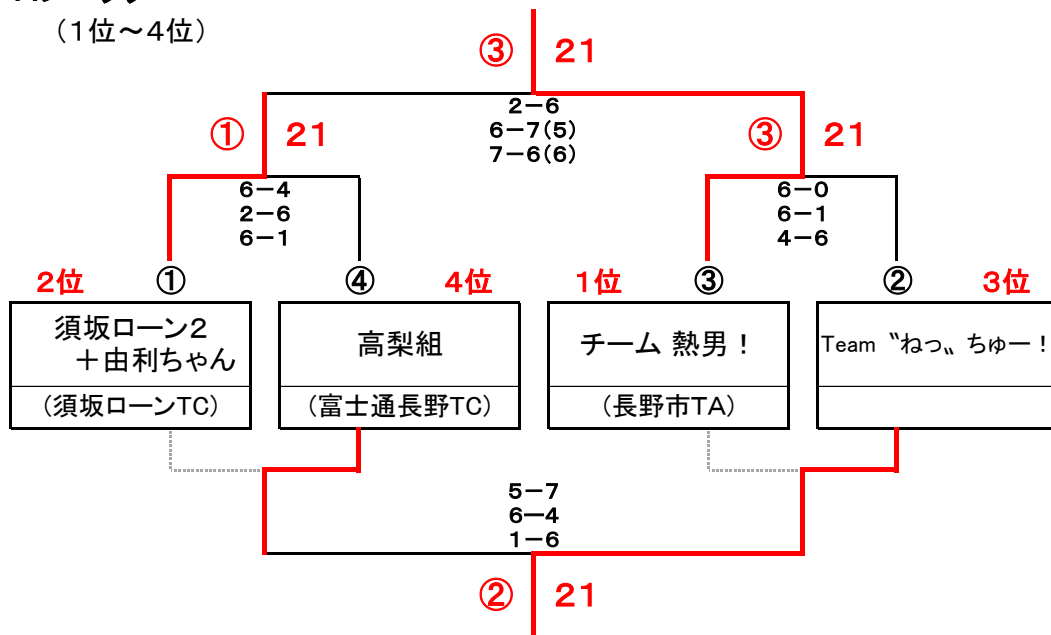 （1位～4位）
③ 21
2－6
6－7(5)
7－6(6)
① 21
③ 21
6－4
2－6
6－1
6－0
6－1
4－6
2位 ① ④ 4位 1位 ③ ② 3位
須坂ローン2
＋由利ちゃん
高梨組
チーム 熱男！
Team〝ねっ〟ちゅー！
（須坂ローンTC）
（富士通長野TC）
（長野市TA）
5－7
6－4
1－6
② 21